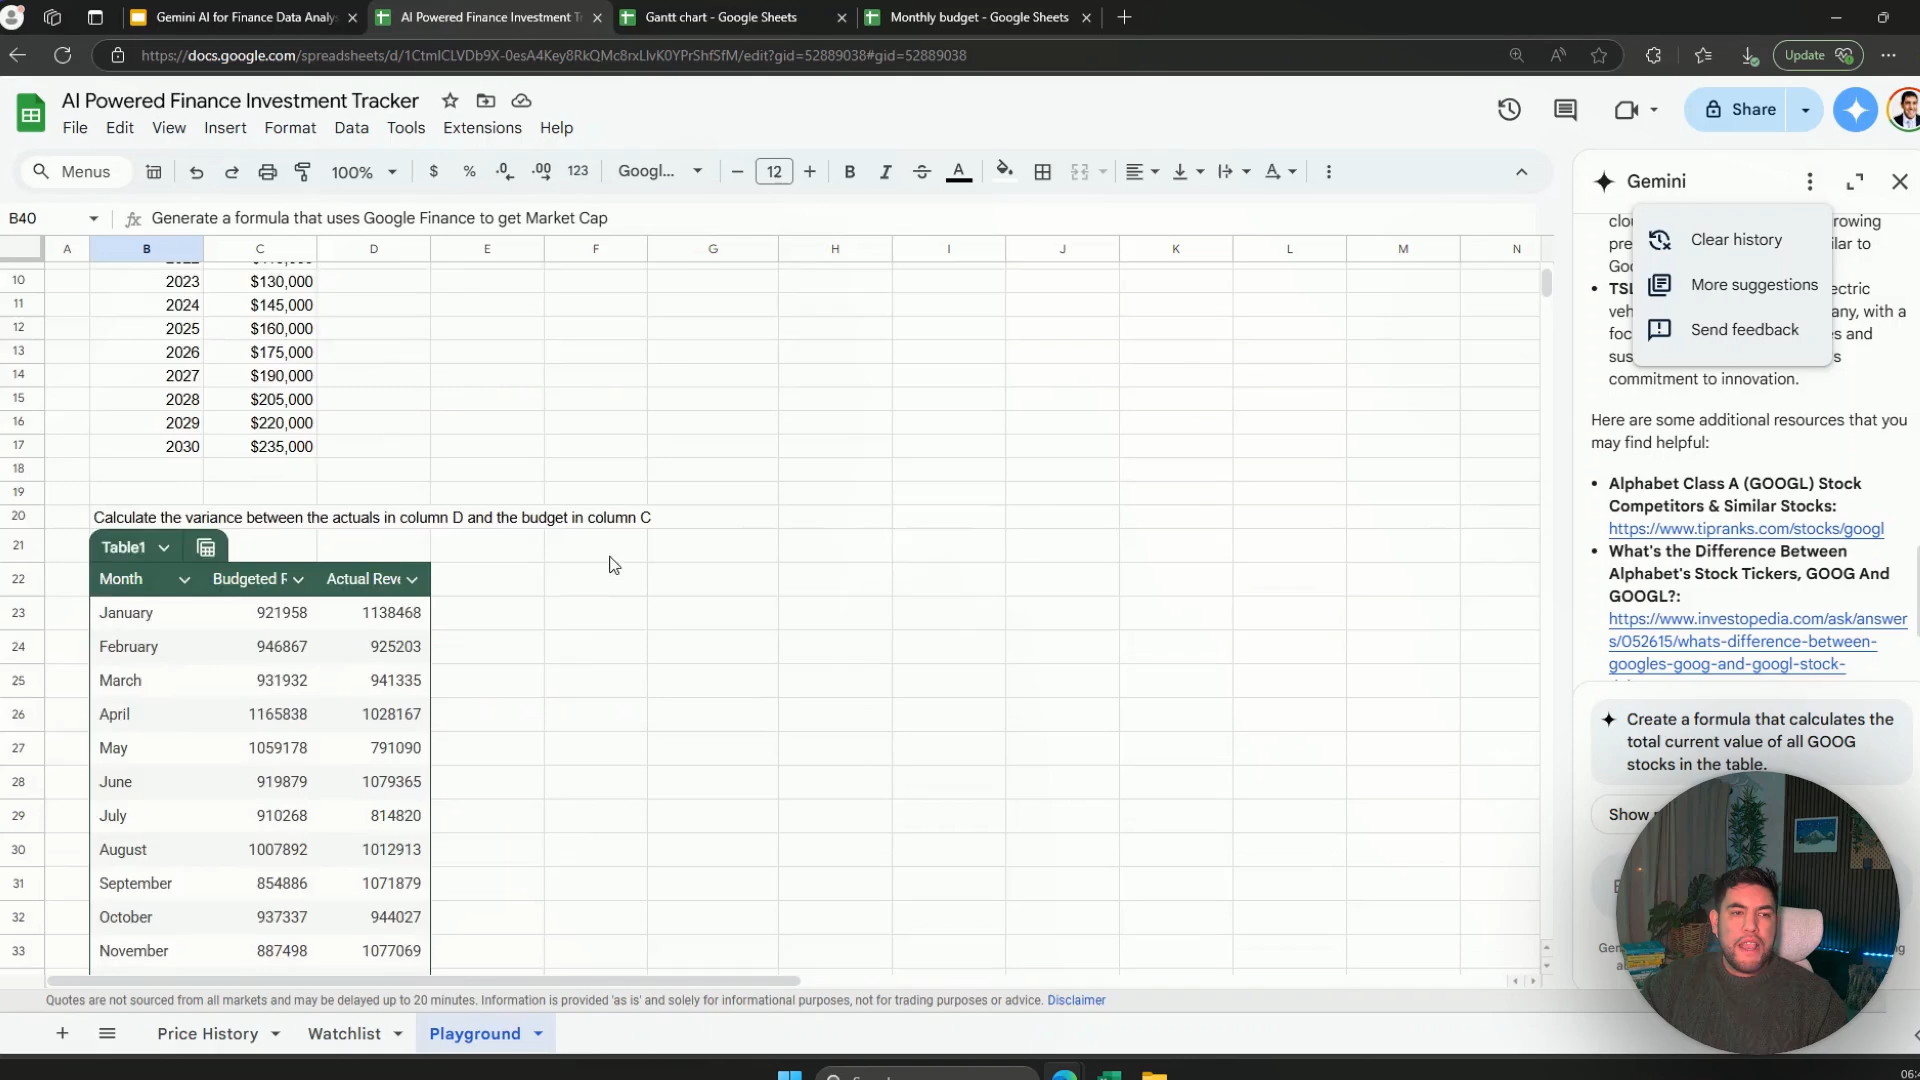 Gemini AI for Finance Data Analys
AI Powered Finance Investment T
Gantt chart - Google Sheets
Monthly budget - Google Sheets
https://docs.google.com/spreadsheets/d/1CtmlCLVDb9X-0esA4Key8RkQMc8rxLlvK0YPrShfSfM/edit?gid=52889038#gid=52889038
Update
AI Powered Finance Investment Tracker
File Edit View Insert Format Data Tools Extensions Help
Share
Menus
100%
$ % .0 .00 123
Googl...
12
B I A
Gemini
B40
fx Generate a formula that uses Google Finance to get Market Cap
A B C D E F G H I J K L M N
10 2023 $130,000
11 2024 $145,000
12 2025 $160,000
13 2026 $175,000
14 2027 $190,000
15 2028 $205,000
16 2029 $220,000
17 2030 $235,000
18
19
20 Calculate the variance between the actuals in column D and the budget in column C
21 Table1
22 Month Budgeted R Actual Reve
23 January 921958 1138468
24 February 946867 925203
25 March 931932 941335
26 April 1165838 1028167
27 May 1059178 791090
28 June 919879 1079365
29 July 910268 814820
30 August 1007892 1012913
31 September 854886 1071879
32 October 937337 944027
33 November 887498 1077069
Clear history
More suggestions
Send feedback
commitment to innovation.
Here are some additional resources that you
may find helpful:
• Alphabet Class A (GOOGL) Stock
Competitors & Similar Stocks:
https://www.tipranks.com/stocks/googl
• What's the Difference Between
Alphabet's Stock Tickers, GOOG And
GOOGL?:
https://www.investopedia.com/ask/answer
s/052615/whats-difference-between-
googles-goog-and-googl-stock-
Create a formula that calculates the
total current value of all GOOG
stocks in the table.
Show
Quotes are not sourced from all markets and may be delayed up to 20 minutes. Information is provided 'as is' and solely for informational purposes, not for trading purposes or advice. Disclaimer
Price History
Watchlist
Playground